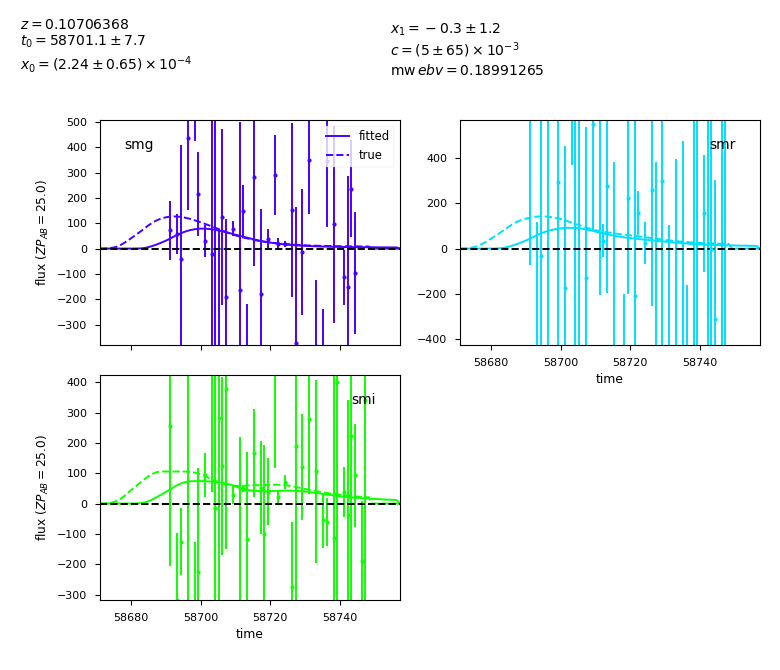 z = 0.10706368
t₀ = 58701.1 ± 7.7
x₀ = (2.24 ± 0.65) × 10⁻⁴
x₁ = −0.3 ± 1.2
c = (5 ± 65) × 10⁻³
mw ebv = 0.18991265
smg
fitted
true
500
400
300
200
100
0
−100
−200
−300
flux (ZP_AB = 25.0)
smr
400
200
0
−200
−400
58680 58700 58720 58740
time
smi
400
300
200
100
0
−100
−200
−300
flux (ZP_AB = 25.0)
58680 58700 58720 58740
time